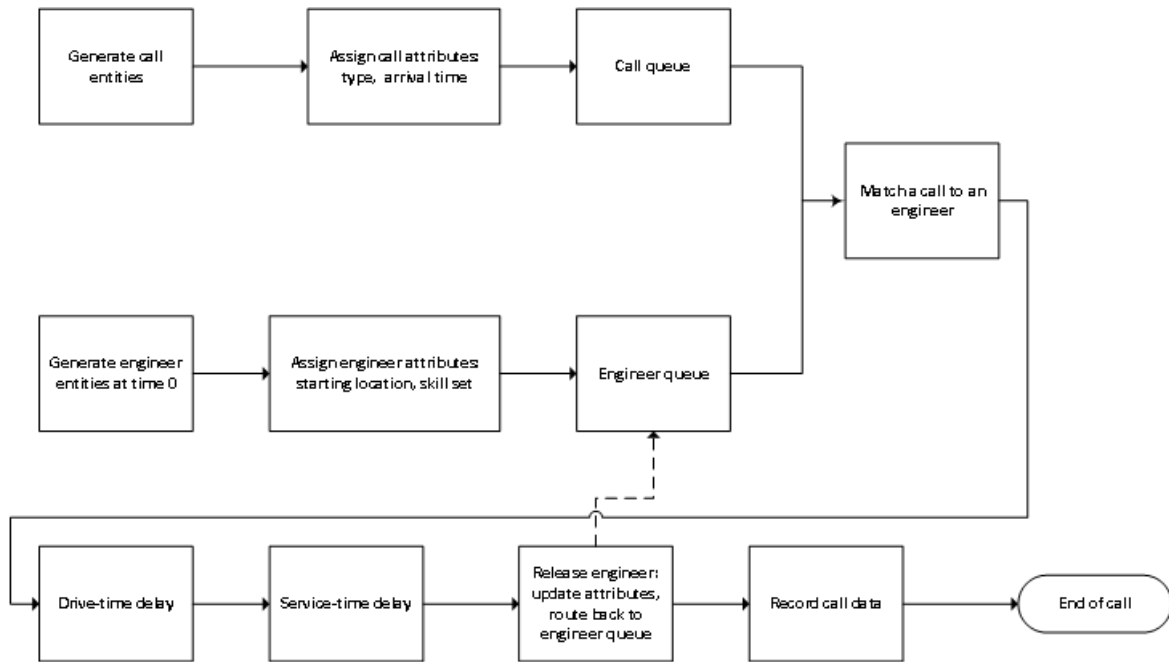 Generate call
entities
Assign call attributes:
type, arrival time
Call queue
Match a call to an
engineer
Generate engineer
entities at time 0
Assign engineer attributes:
starting location, skill set
Engineer queue
Drive-time delay
Service-time delay
Release engineer:
update attributes,
route back to
engineer queue
Record call data
End of call